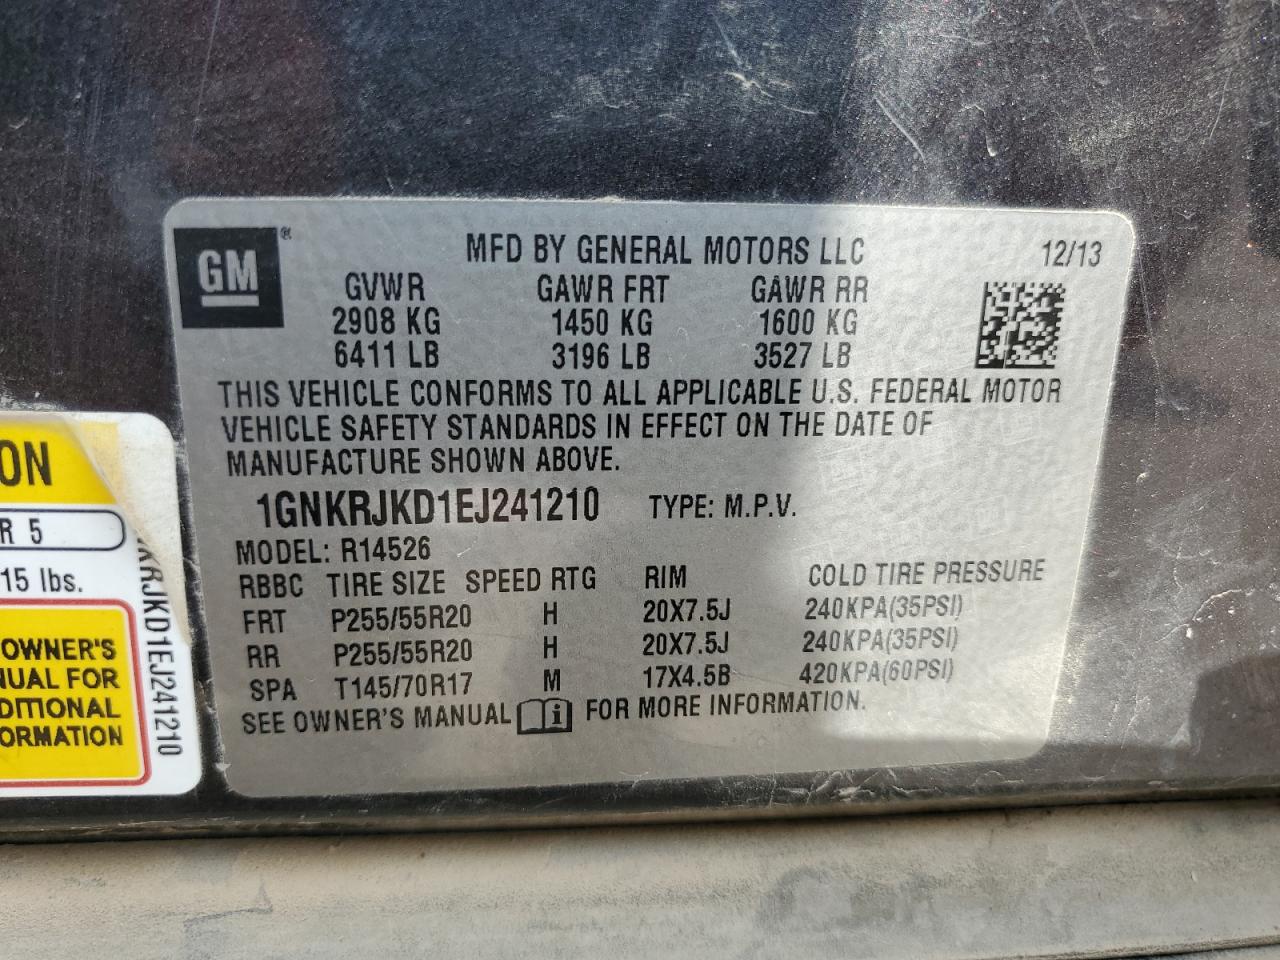 GM ®
MFD BY GENERAL MOTORS LLC 12/13
GVWR GAWR FRT GAWR RR
2908 KG 1450 KG 1600 KG
6411 LB 3196 LB 3527 LB
THIS VEHICLE CONFORMS TO ALL APPLICABLE U.S. FEDERAL MOTOR
VEHICLE SAFETY STANDARDS IN EFFECT ON THE DATE OF
MANUFACTURE SHOWN ABOVE.
1GNKRJKD1EJ241210 TYPE: M.P.V.
MODEL: R14526
RBBC TIRE SIZE SPEED RTG RIM COLD TIRE PRESSURE
FRT P255/55R20 H 20X7.5J 240KPA(35PSI)
RR P255/55R20 H 20X7.5J 240KPA(35PSI)
SPA T145/70R17 M 17X4.5B 420KPA(60PSI)
SEE OWNER'S MANUAL i FOR MORE INFORMATION.
ON
R 5
15 lbs.
OWNER'S
NUAL FOR
DITIONAL
ORMATION
KRJKD1EJ241210